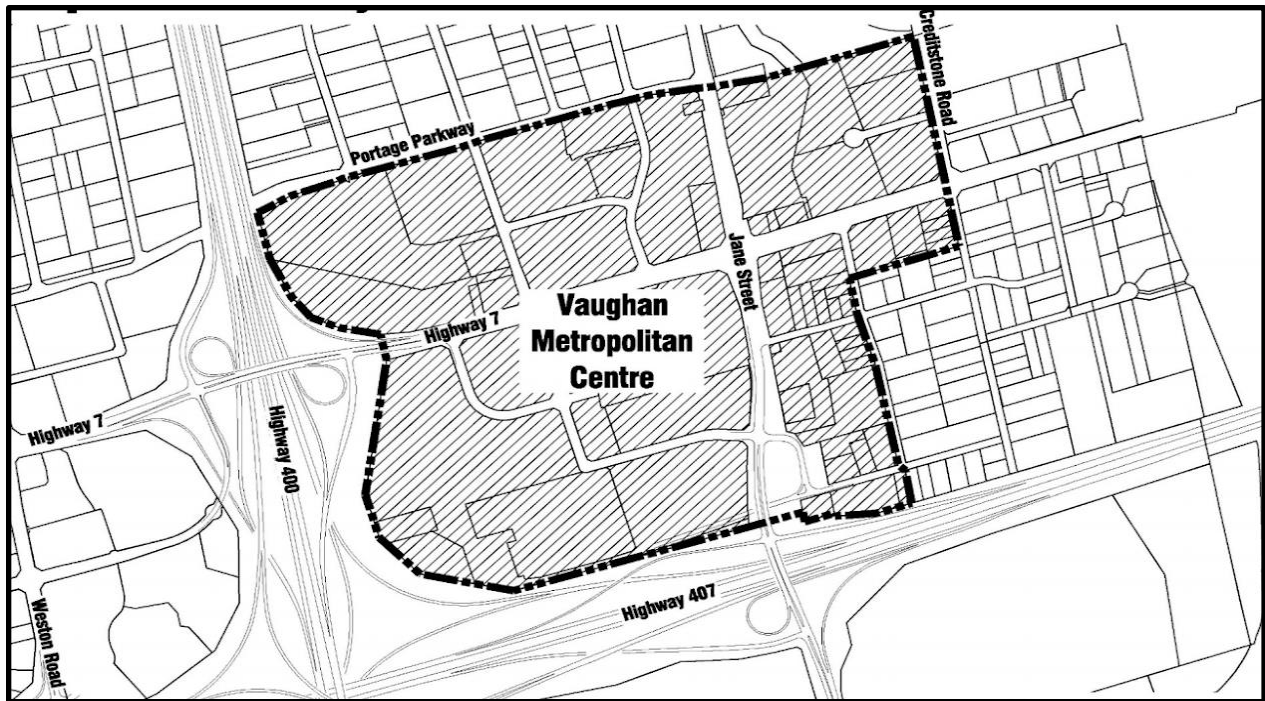 Creditstone Road
Portage Parkway
Jane Street
Vaughan
Metropolitan
Centre
Highway 7
Highway 7
Highway 400
Highway 407
Weston Road